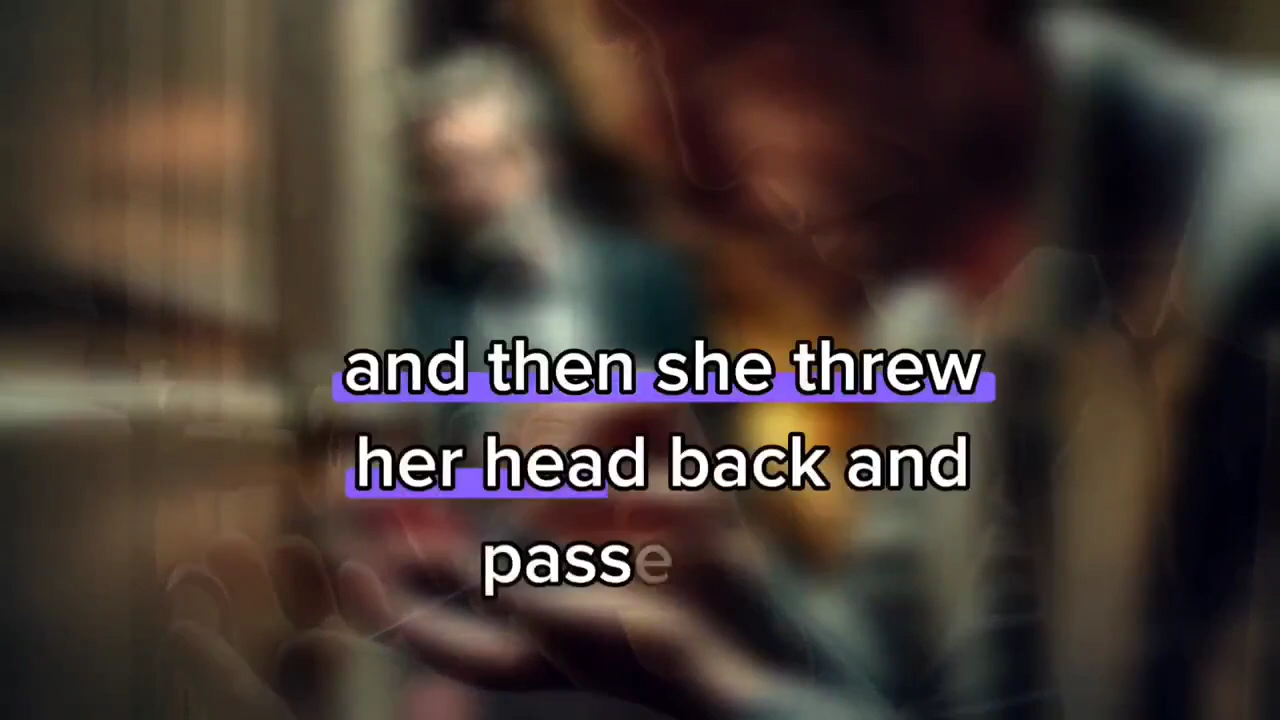 and then she threw
her head back and
passe